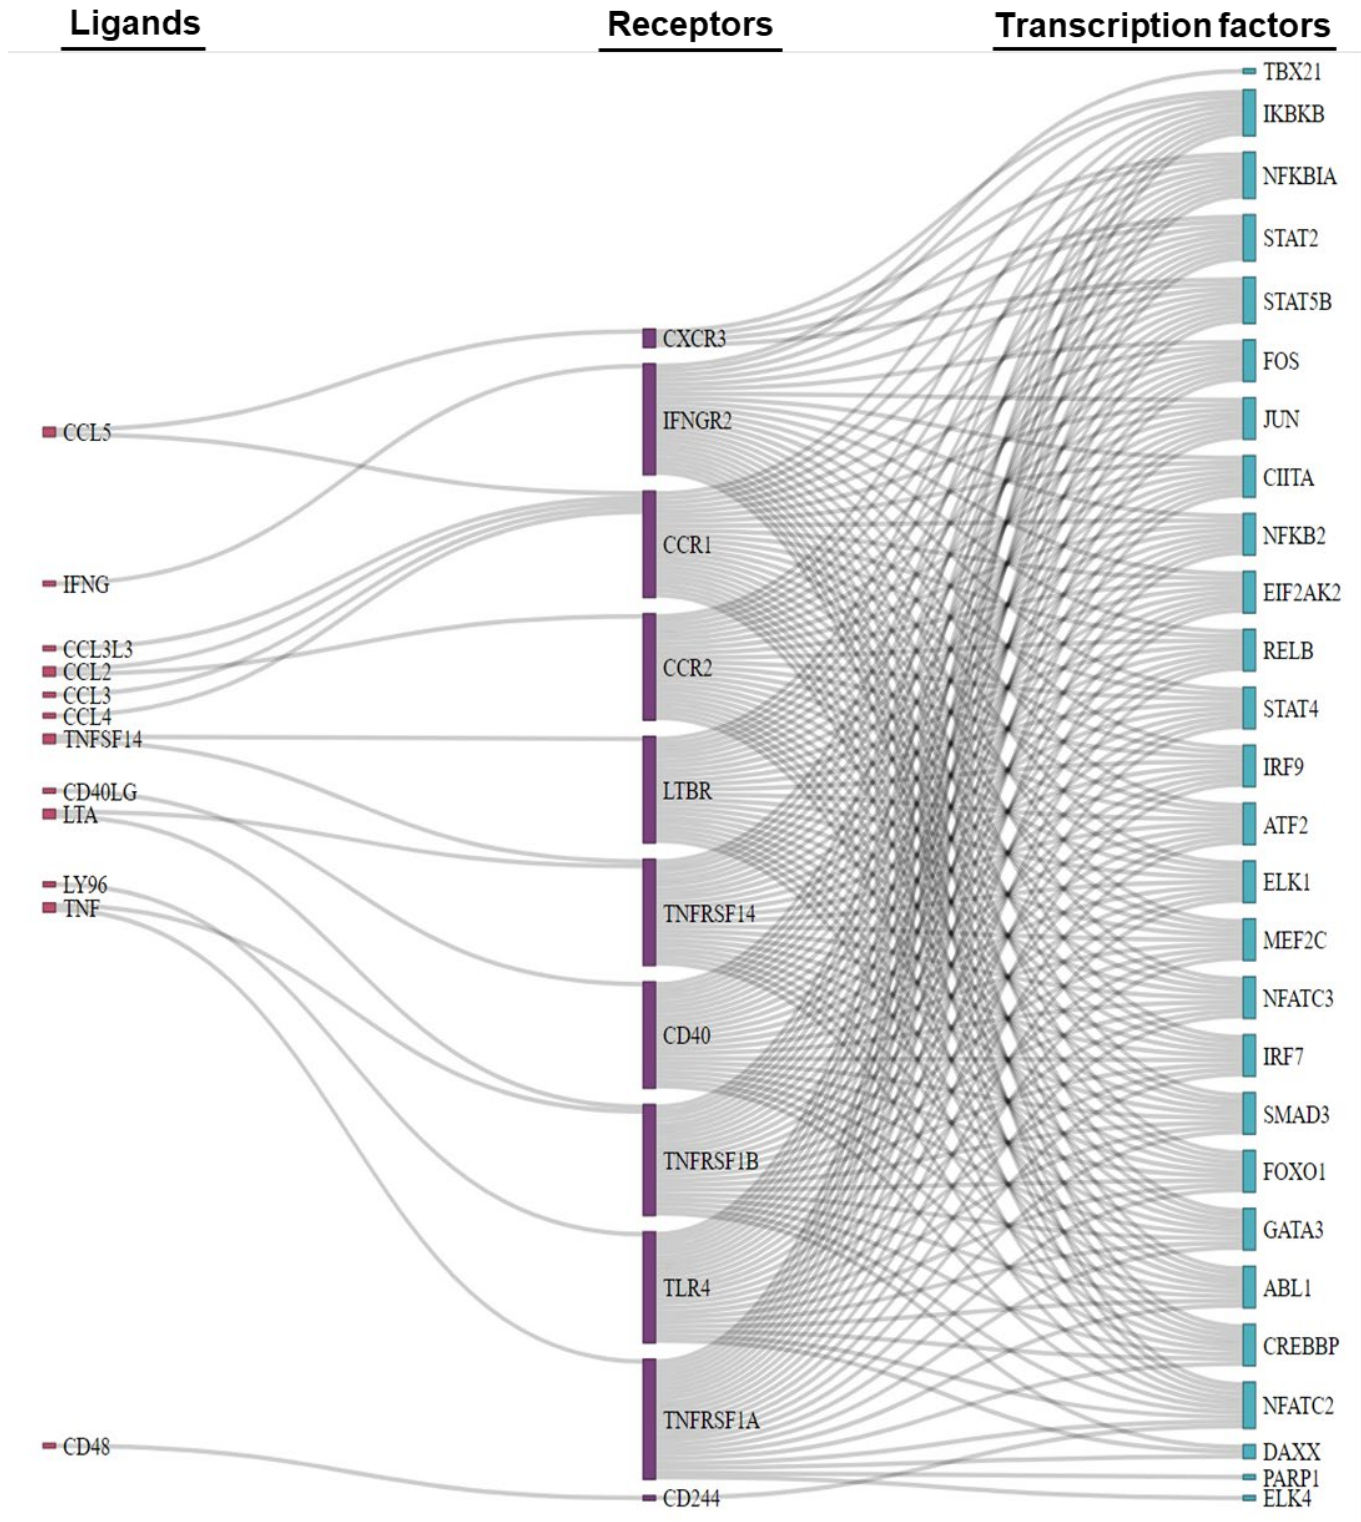 Ligands
Receptors
Transcription factors
CCL5
IFNG
CCL3L3
CCL2
CCL3
CCL4
TNFSF14
CD40LG
LTA
LY96
TNF
CD48
CXCR3
IFNGR2
CCR1
CCR2
LTBR
TNFRSF14
CD40
TNFRSF1B
TLR4
TNFRSF1A
CD244
TBX21
IKBKB
NFKBIA
STAT2
STAT5B
FOS
JUN
CIITA
NFKB2
EIF2AK2
RELB
STAT4
IRF9
ATF2
ELK1
MEF2C
NFATC3
IRF7
SMAD3
FOXO1
GATA3
ABL1
CREBBP
NFATC2
DAXX
PARP1
ELK4